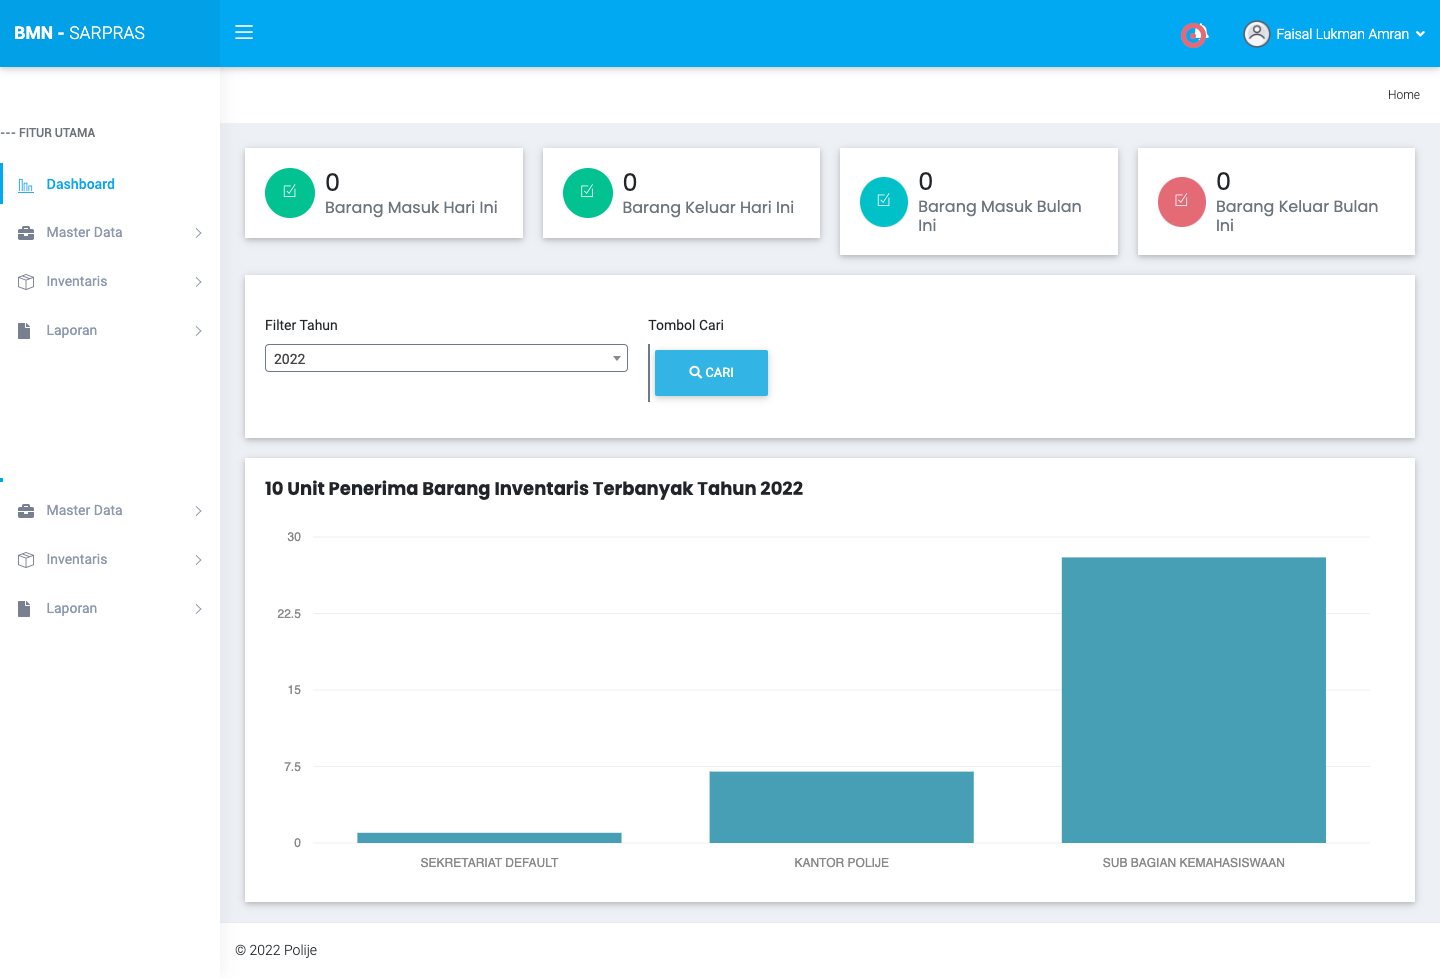 BMN - SARPRAS
Faisal Lukman Amran
Home
--- FITUR UTAMA
Dashboard
Master Data
Inventaris
Laporan
Master Data
Inventaris
Laporan
0
Barang Masuk Hari Ini
0
Barang Keluar Hari Ini
0
Barang Masuk Bulan
Ini
0
Barang Keluar Bulan
Ini
Filter Tahun
2022
Tombol Cari
CARI
10 Unit Penerima Barang Inventaris Terbanyak Tahun 2022
30
22.5
15
7.5
0
SEKRETARIAT DEFAULT
KANTOR POLIJE
SUB BAGIAN KEMAHASISWAAN
© 2022 Polije